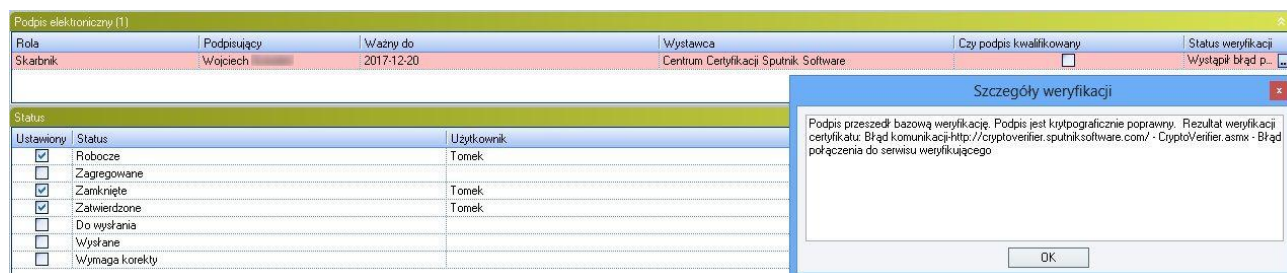 Podpis elektroniczny (1)
Rola Podpisujący Ważny do Wystawca Czy podpis kwalifikowany Status weryfikacji
Skarbnik Wojciech 2017-12-20 Centrum Certyfikacji Sputnik Software Wystąpił błąd p... ...
Szczegóły weryfikacji x
Podpis przeszedł bazową weryfikację. Podpis jest krytpograficznie poprawny. Rezultat weryfikacji
certyfikatu: Błąd komunikacji-http://cryptoverifier.sputniksoftware.com/ - CryptoVerifier.asmx - Błąd
połączenia do serwisu weryfikującego
OK
Status
Ustawiony Status Użytkownik
Robocze Tomek
Zagregowane
Zamknięte Tomek
Zatwierdzone Tomek
Do wysłania
Wysłane
Wymaga korekty